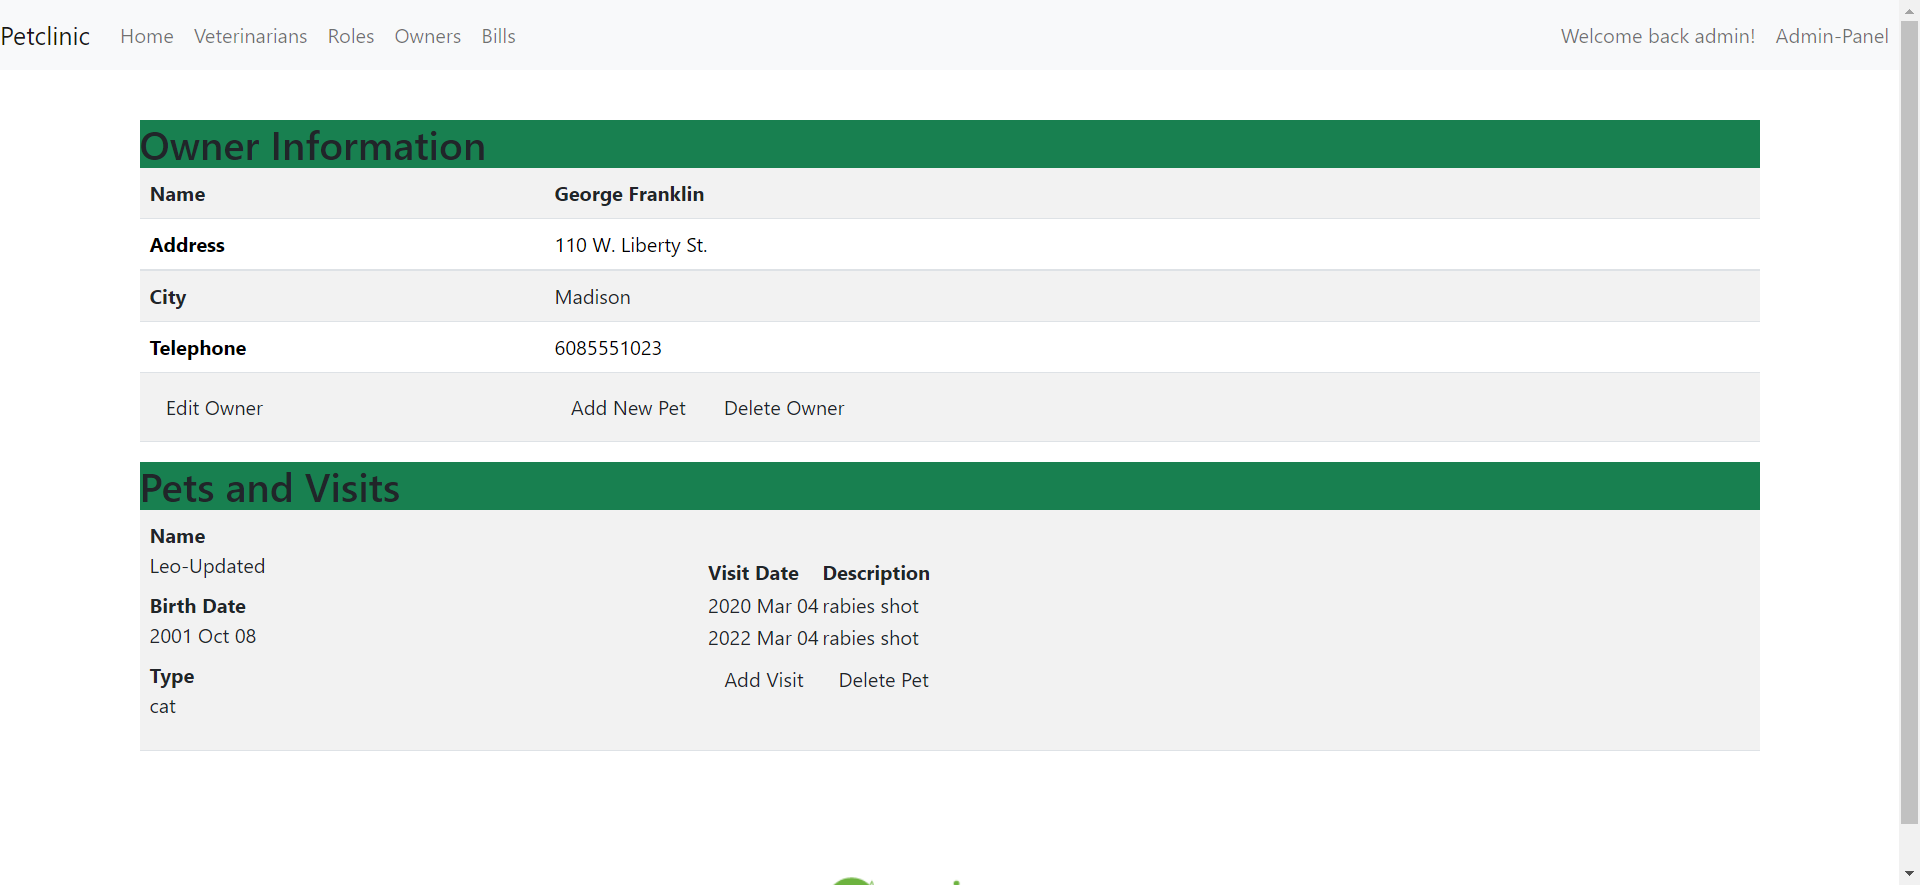 Petclinic Home Veterinarians Roles Owners Bills Welcome back admin! Admin-Panel
Owner Information
Name George Franklin
Address 110 W. Liberty St.
City Madison
Telephone 6085551023
Edit Owner Add New Pet Delete Owner
Pets and Visits
Name
Leo-Updated
Birth Date
2001 Oct 08
Type
cat
Visit Date Description
2020 Mar 04 rabies shot
2022 Mar 04 rabies shot
Add Visit Delete Pet